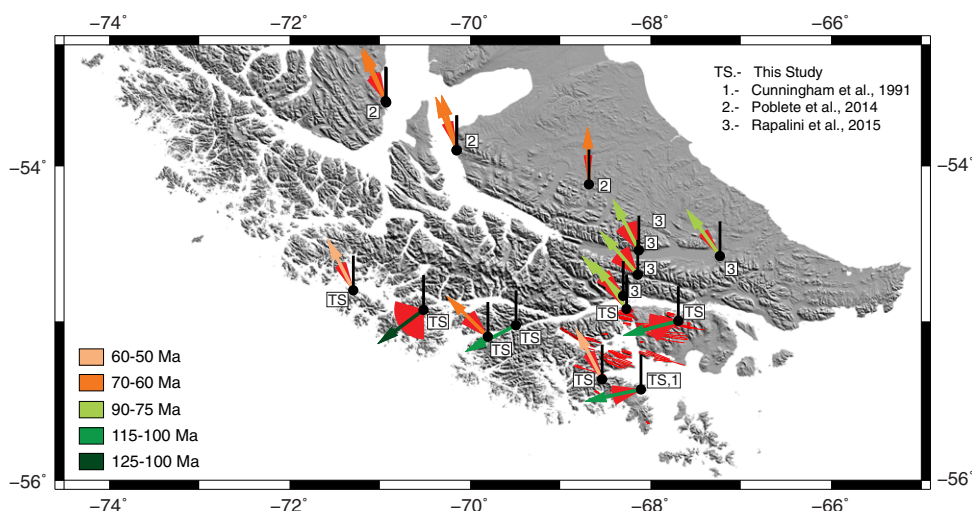 −74˚
−72˚
−70˚
−68˚
−66˚
TS.- This Study
1.- Cunningham et al., 1991
2.- Poblete et al., 2014
3.- Rapalini et al., 2015
2
2
−54˚
−54˚
2
3
3
3
3
3
TS
TS
TS
TS
TS
TS
TS
TS,1
60-50 Ma
70-60 Ma
90-75 Ma
115-100 Ma
125-100 Ma
−56˚
−56˚
−74˚
−72˚
−70˚
−68˚
−66˚